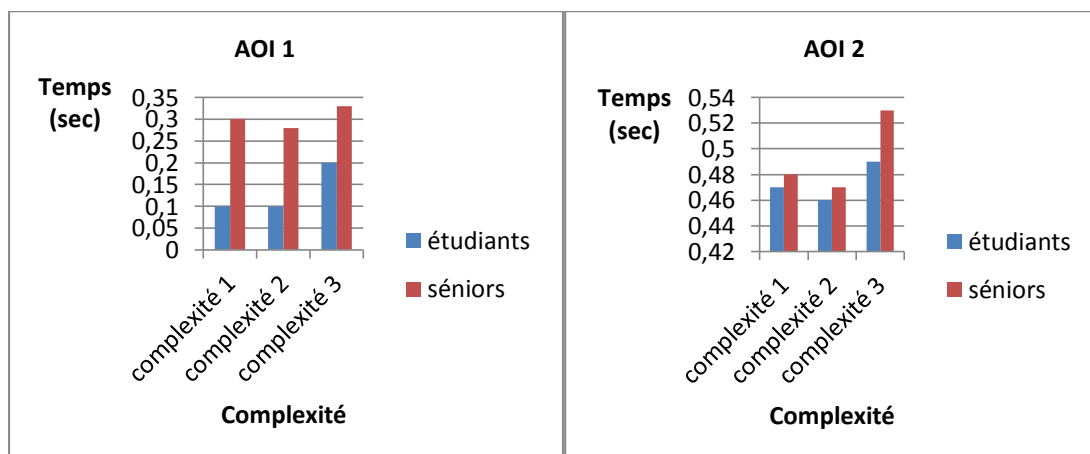 AOI 1
Temps
(sec)
0,35
0,3
0,25
0,2
0,15
0,1
0,05
0
complexité 1
complexité 2
complexité 3
Complexité
étudiants
séniors
AOI 2
Temps
(sec)
0,54
0,52
0,5
0,48
0,46
0,44
0,42
complexité 1
complexité 2
complexité 3
Complexité
étudiants
séniors